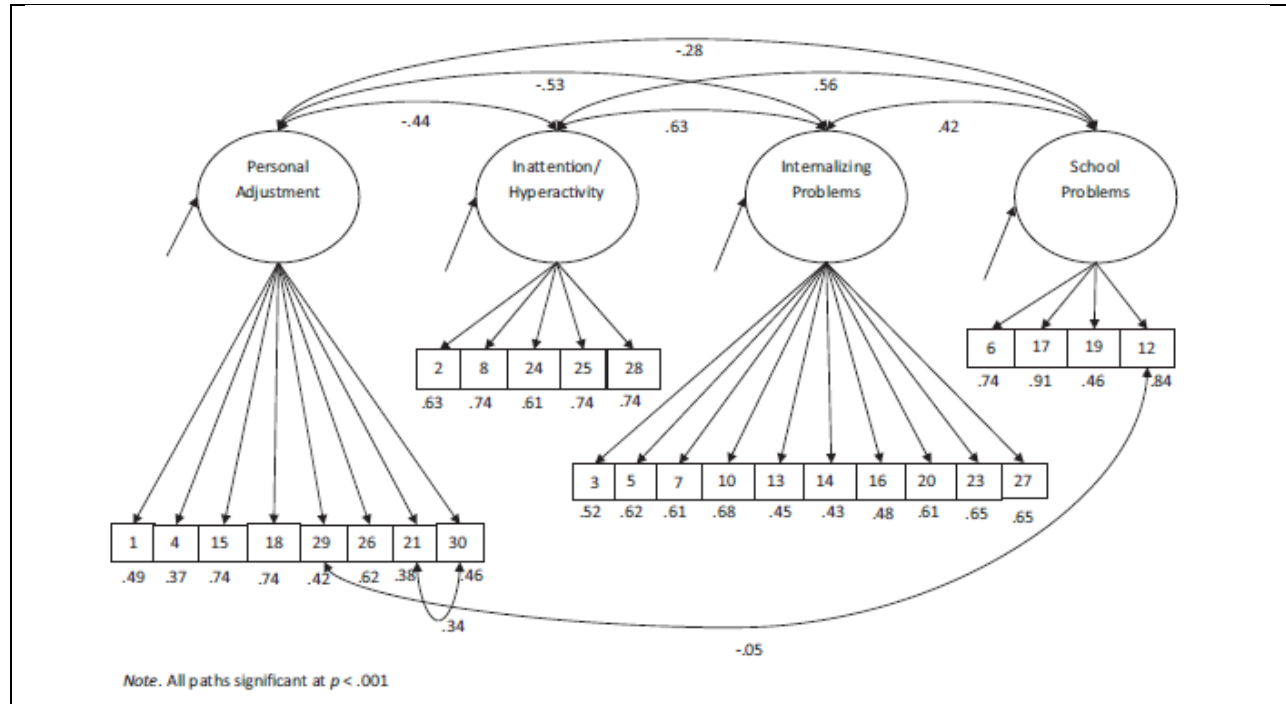 -.28
-.53 .56
-.44 .63 .42
Personal Adjustment
Inattention/ Hyperactivity
Internalizing Problems
School Problems
6 17 19 12
.74 .91 .46 .84
2 8 24 25 28
.63 .74 .61 .74 .74
3 5 7 10 13 14 16 20 23 27
.52 .62 .61 .68 .45 .43 .48 .61 .65 .65
1 4 15 18 29 26 21 30
.49 .37 .74 .74 .42 .62 .38 .46
.34
-.05
Note. All paths significant at p < .001